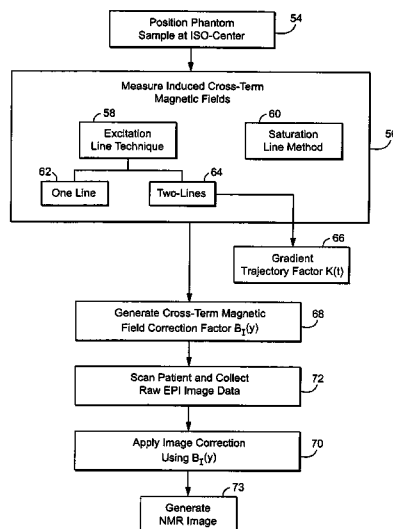 Position Phantom
Sample at ISO-Center
54
Measure Induced Cross-Term
Magnetic Fields
58
Excitation
Line Technique
60
Saturation
Line Method
56
62
One Line
64
Two-Lines
66
Gradient
Trajectory Factor K(t)
Generate Cross-Term Magnetic
Field Correction Factor B_I(y)
68
Scan Patient and Collect
Raw EPI Image Data
72
Apply Image Correction
Using B_I(y)
70
73
Generate
NMR Image